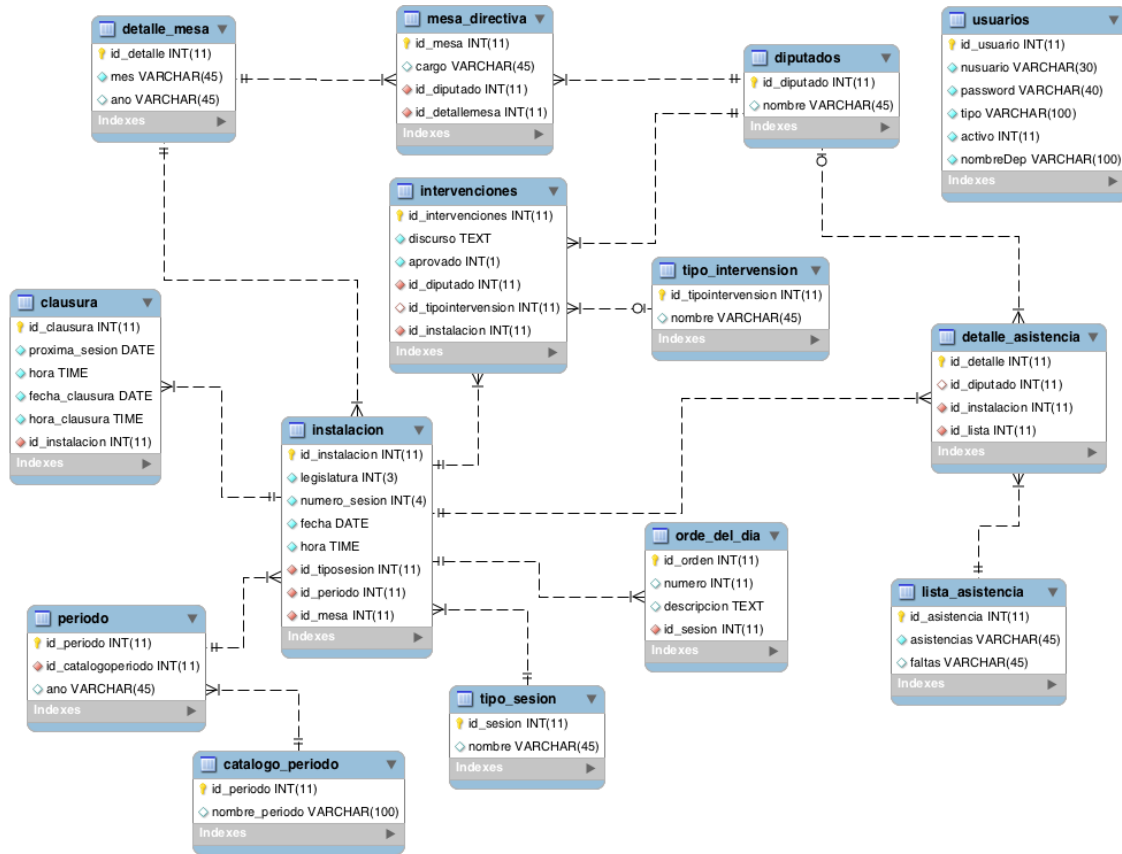 detalle_mesa
id_detalle INT(11)
mes VARCHAR(45)
ano VARCHAR(45)
Indexes
mesa_directiva
id_mesa INT(11)
cargo VARCHAR(45)
id_diputado INT(11)
id_detallemesa INT(11)
Indexes
diputados
id_diputado INT(11)
nombre VARCHAR(45)
Indexes
usuarios
id_usuario INT(11)
nusuario VARCHAR(30)
password VARCHAR(40)
tipo VARCHAR(100)
activo INT(11)
nombreDep VARCHAR(100)
Indexes
intervenciones
id_intervenciones INT(11)
discurso TEXT
aprovado INT(1)
id_diputado INT(11)
id_tipointervension INT(11)
id_instalacion INT(11)
Indexes
tipo_intervension
id_tipointervension INT(11)
nombre VARCHAR(45)
Indexes
clausura
id_clausura INT(11)
proxima_sesion DATE
hora TIME
fecha_clausura DATE
hora_clausura TIME
id_instalacion INT(11)
Indexes
detalle_asistencia
id_detalle INT(11)
id_diputado INT(11)
id_instalacion INT(11)
id_lista INT(11)
Indexes
instalacion
id_instalacion INT(11)
legislatura INT(3)
numero_sesion INT(4)
fecha DATE
hora TIME
id_tiposesion INT(11)
id_periodo INT(11)
id_mesa INT(11)
Indexes
orde_del_dia
id_orden INT(11)
numero INT(11)
descripcion TEXT
id_sesion INT(11)
Indexes
lista_asistencia
id_asistencia INT(11)
asistencias VARCHAR(45)
faltas VARCHAR(45)
Indexes
periodo
id_periodo INT(11)
id_catalogoperiodo INT(11)
ano VARCHAR(45)
Indexes
tipo_sesion
id_sesion INT(11)
nombre VARCHAR(45)
Indexes
catalogo_periodo
id_periodo INT(11)
nombre_periodo VARCHAR(100)
Indexes